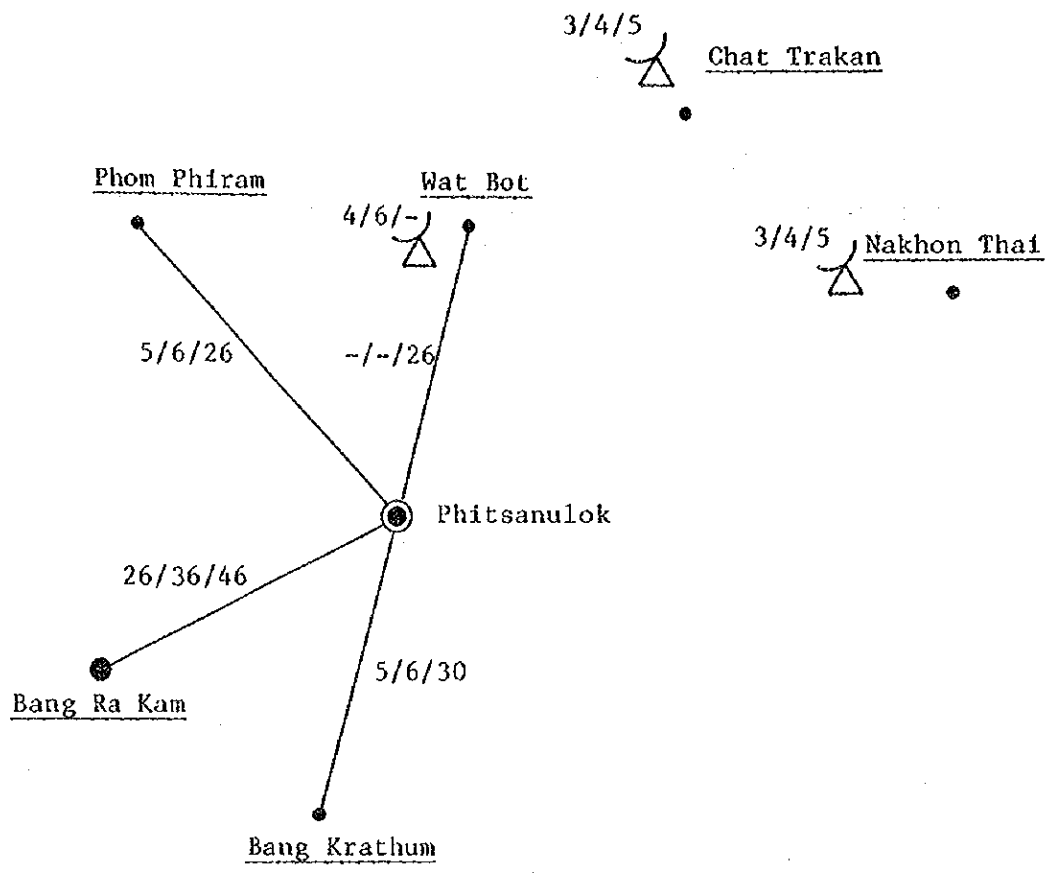 3/4/5
Chat Trakan
Phom Phiram
Wat Bot
4/6/-
3/4/5
Nakhon Thai
5/6/26
-/-/26
Phitsanulok
26/36/46
5/6/30
Bang Ra Kam
Bang Krathum